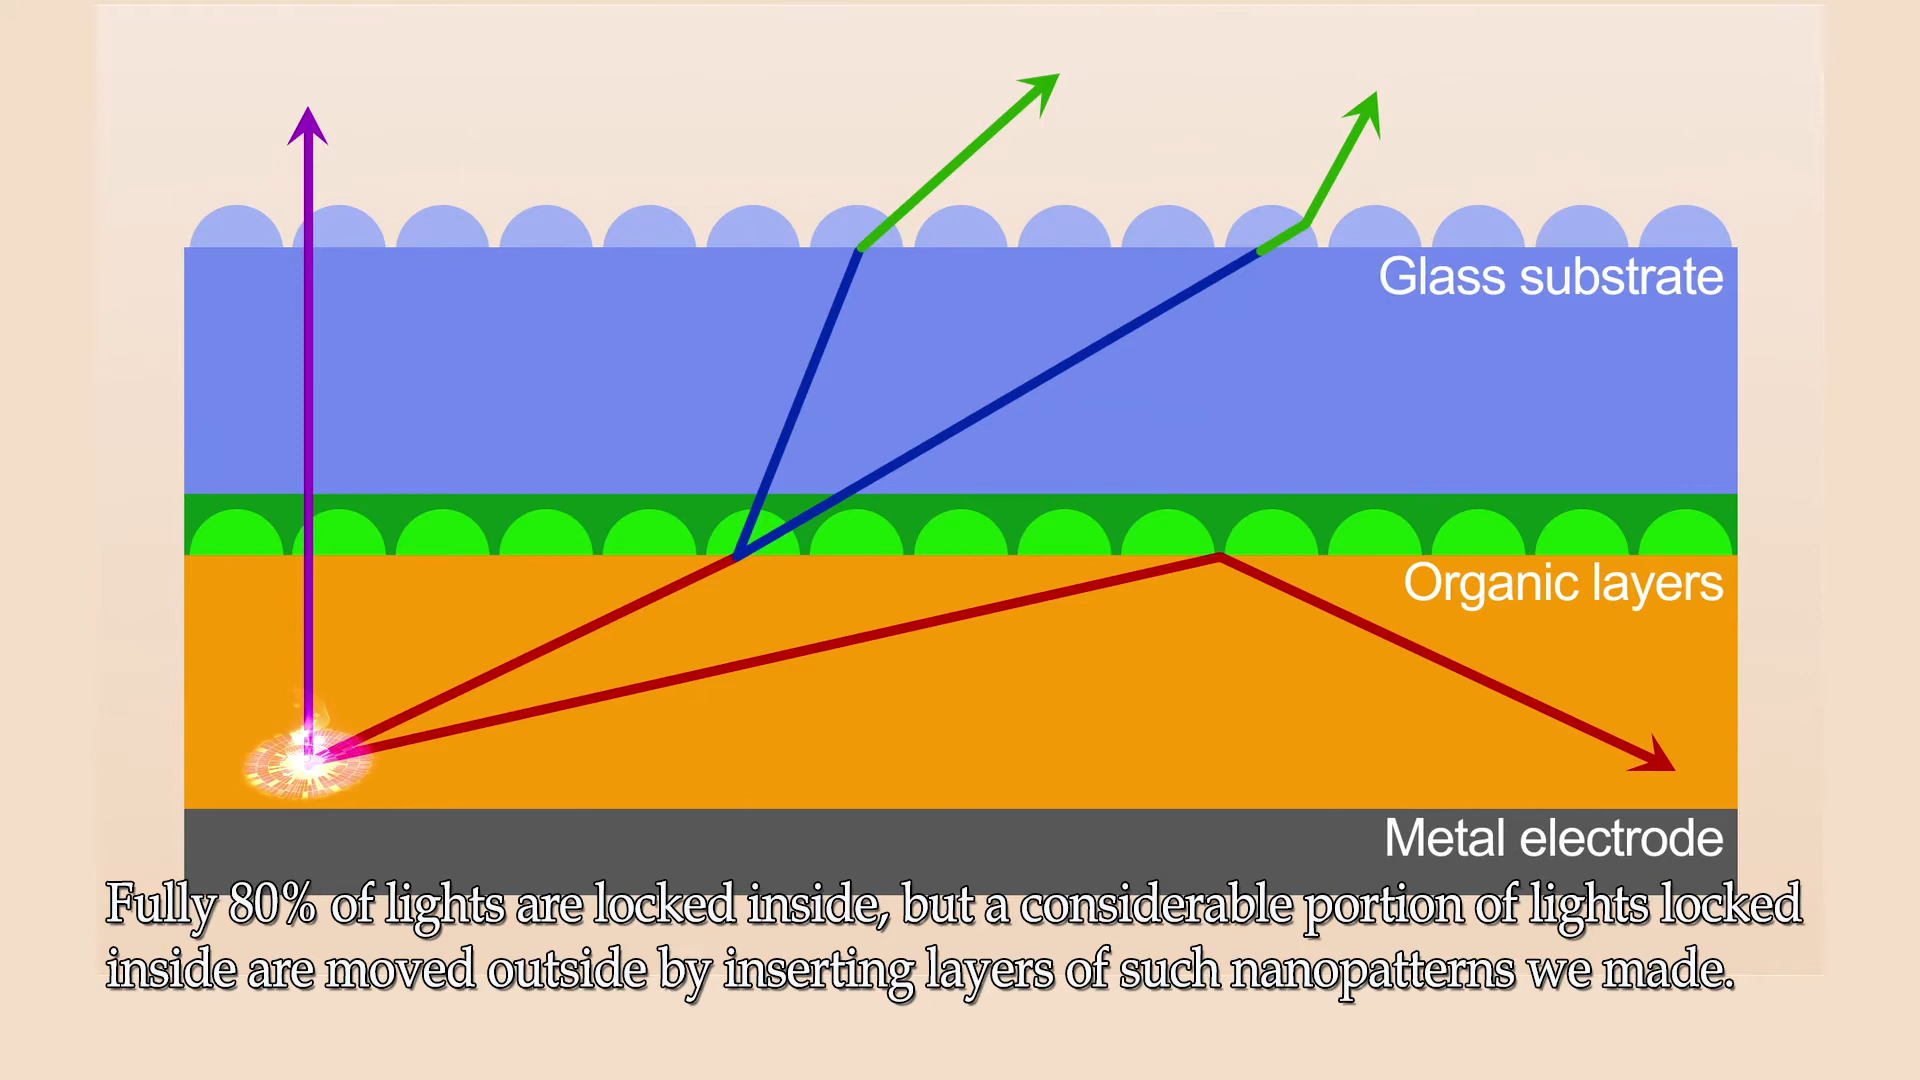 Glass substrate
Organic layers
Metal electrode
Fully 80% of lights are locked inside, but a considerable portion of lights locked
inside are moved outside by inserting layers of such nanopatterns we made.